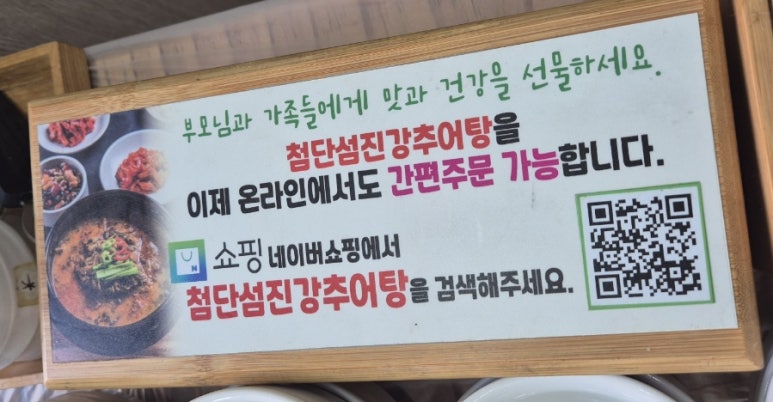 부모님과 가족들에게 맛과 건강을 선물하세요.
첨단섬진강추어탕을
이제 온라인에서도 간편주문 가능합니다.
N 쇼핑 네이버쇼핑에서
첨단섬진강추어탕을 검색해주세요.